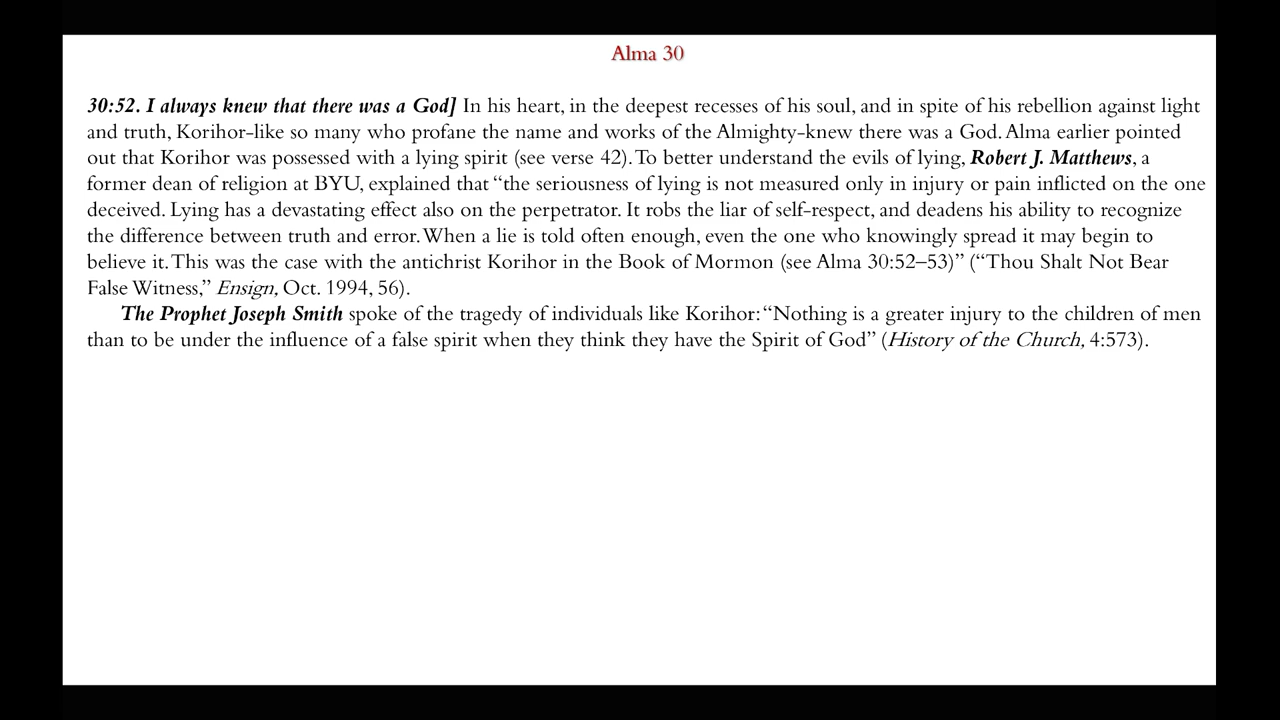 Alma 30
30:52. I always knew that there was a God] In his heart, in the deepest recesses of his soul, and in spite of his rebellion against light
and truth, Korihor-like so many who profane the name and works of the Almighty-knew there was a God. Alma earlier pointed
out that Korihor was possessed with a lying spirit (see verse 42). To better understand the evils of lying, Robert J. Matthews, a
former dean of religion at BYU, explained that “the seriousness of lying is not measured only in injury or pain inflicted on the one
deceived. Lying has a devastating effect also on the perpetrator. It robs the liar of self-respect, and deadens his ability to recognize
the difference between truth and error. When a lie is told often enough, even the one who knowingly spread it may begin to
believe it. This was the case with the antichrist Korihor in the Book of Mormon (see Alma 30:52–53)” (“Thou Shalt Not Bear
False Witness,” Ensign, Oct. 1994, 56).
The Prophet Joseph Smith spoke of the tragedy of individuals like Korihor: “Nothing is a greater injury to the children of men
than to be under the influence of a false spirit when they think they have the Spirit of God” (History of the Church, 4:573).